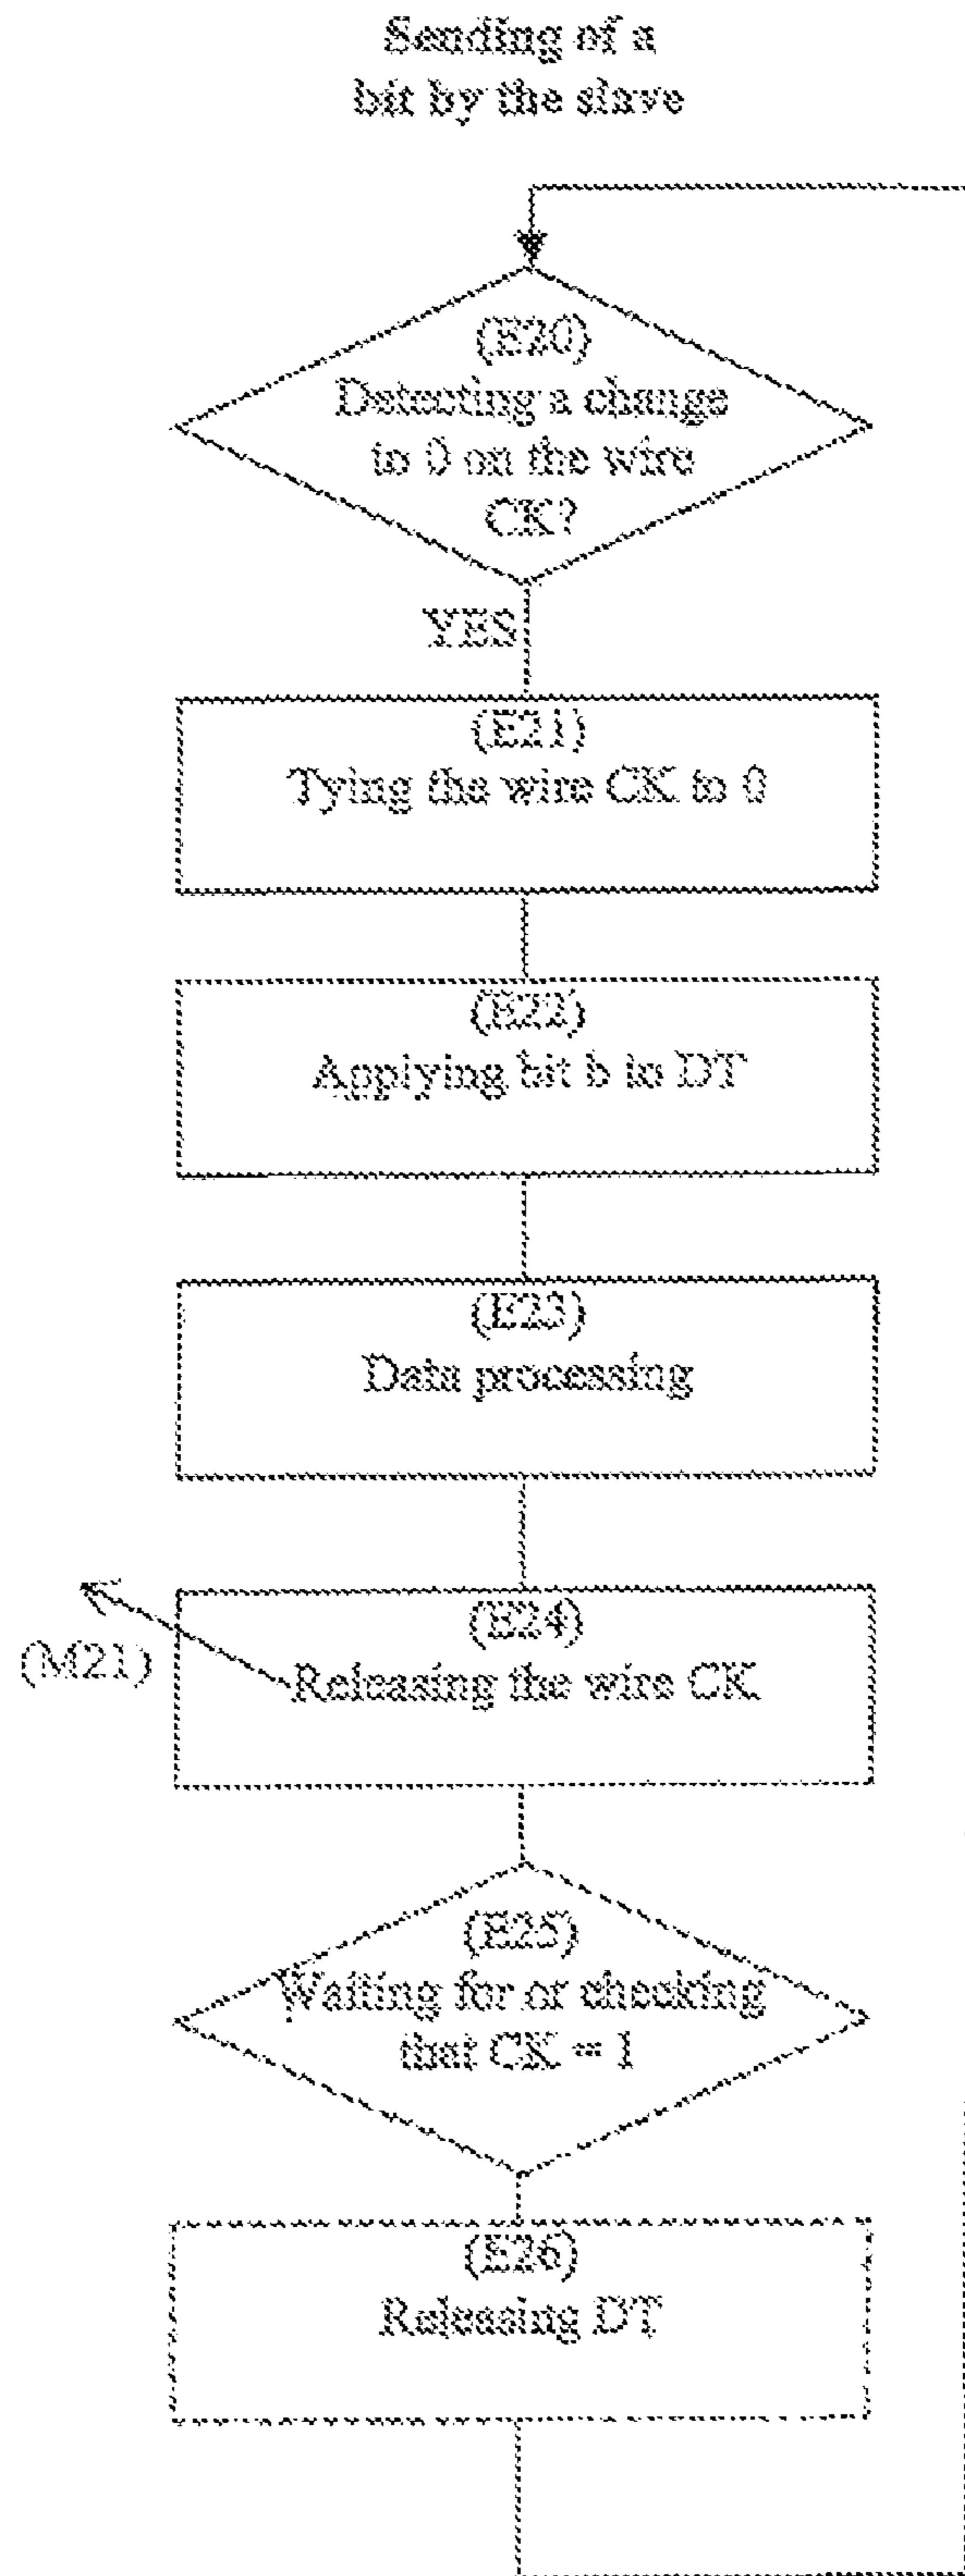 Sending of a
bit by the slave
(E20)
Detecting a change
to 0 on the wire
CK?
YES
(E21)
Tying the wire CK to 0
(E22)
Applying bit b to DT
(E23)
Data processing
(E24)
(M21)
Releasing the wire CK
(E25)
Waiting for or checking
that CK = 1
(E26)
Releasing DT